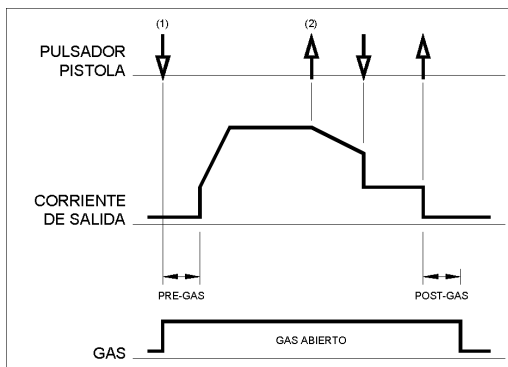 (1)
(2)
PULSADOR
PISTOLA
CORRIENTE
DE SALIDA
PRE-GAS
POST-GAS
GAS ABIERTO
GAS